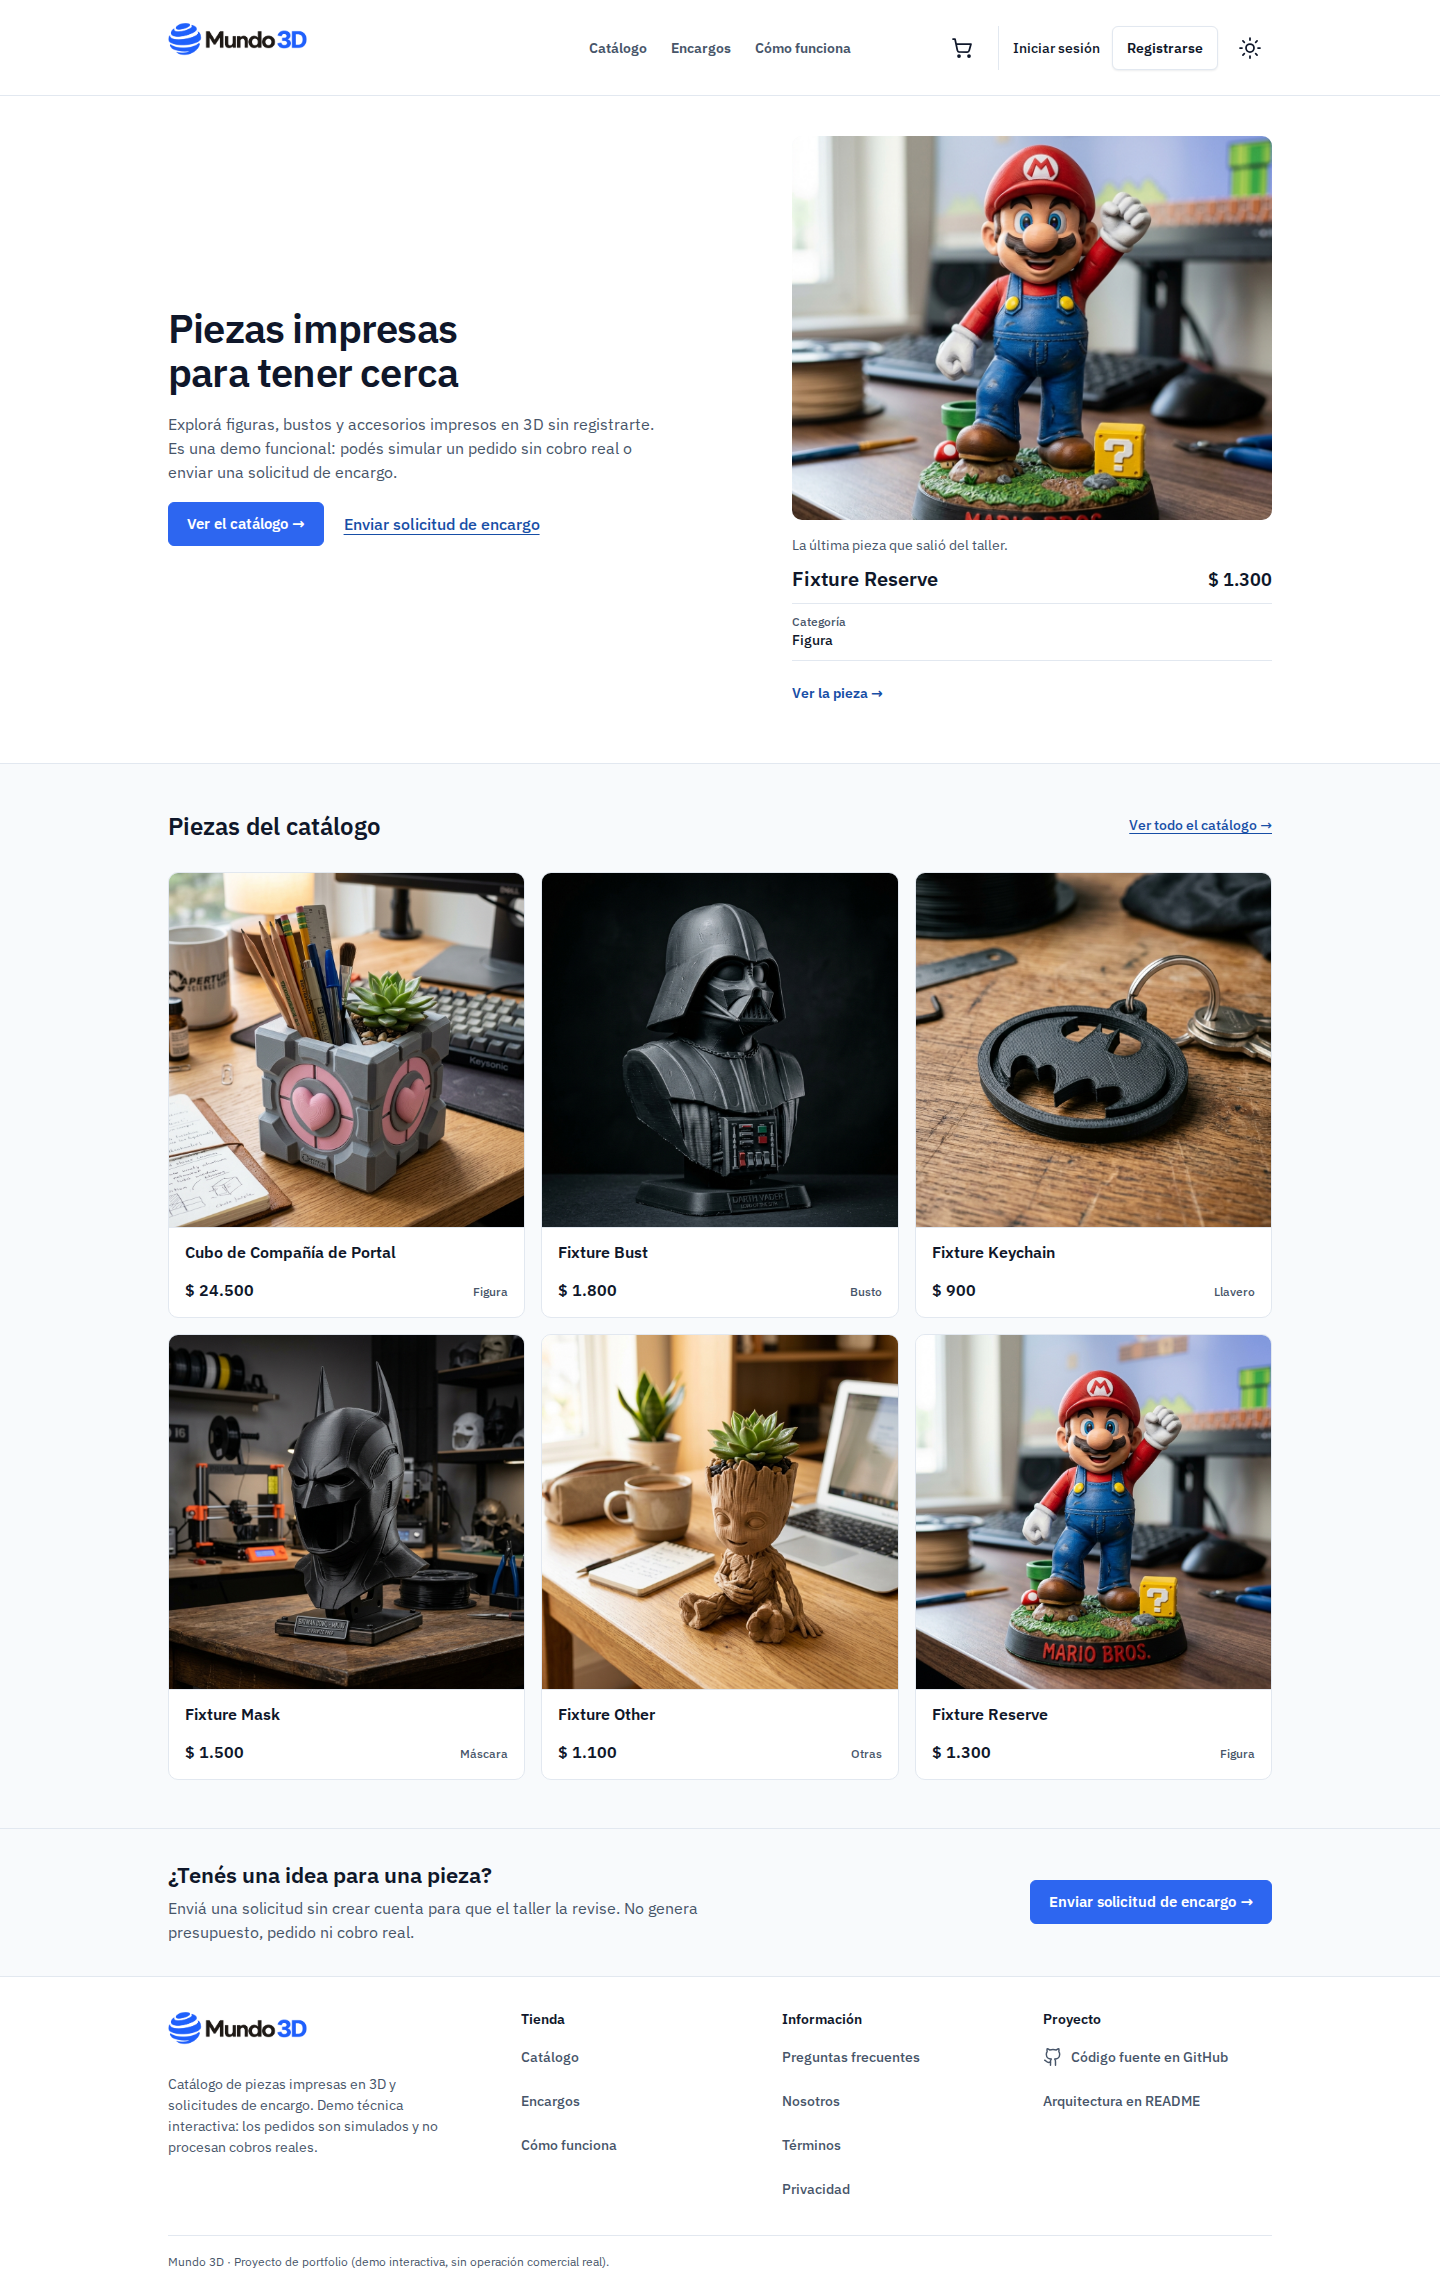 Mundo 3D
Catálogo
Encargos
Cómo funciona
Iniciar sesión
Registrarse
Piezas impresas
para tener cerca
Explorá figuras, bustos y accesorios impresos en 3D sin registrarte.
Es una demo funcional: podés simular un pedido sin cobro real o
enviar una solicitud de encargo.
Ver el catálogo →
Enviar solicitud de encargo
La última pieza que salió del taller.
Fixture Reserve
$ 1.300
Categoría
Figura
Ver la pieza →
Piezas del catálogo
Ver todo el catálogo →
APERTURE
Keysonic
DARTH VADER
Cubo de Compañía de Portal
$ 24.500
Figura
Fixture Bust
$ 1.800
Busto
Fixture Keychain
$ 900
Llavero
MARIO BROS.
Fixture Mask
$ 1.500
Máscara
Fixture Other
$ 1.100
Otras
Fixture Reserve
$ 1.300
Figura
¿Tenés una idea para una pieza?
Enviá una solicitud sin crear cuenta para que el taller la revise. No genera
presupuesto, pedido ni cobro real.
Enviar solicitud de encargo →
Mundo 3D
Catálogo de piezas impresas en 3D y
solicitudes de encargo. Demo técnica
interactiva: los pedidos son simulados y no
procesan cobros reales.
Tienda
Catálogo
Encargos
Cómo funciona
Información
Preguntas frecuentes
Nosotros
Términos
Privacidad
Proyecto
Código fuente en GitHub
Arquitectura en README
Mundo 3D · Proyecto de portfolio (demo interactiva, sin operación comercial real).